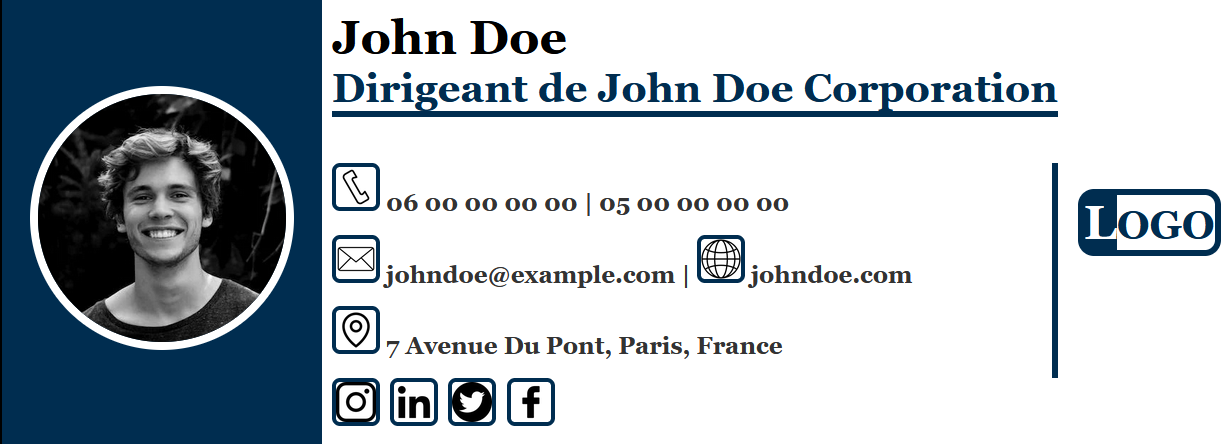 John Doe
Dirigeant de John Doe Corporation
06 00 00 00 00 | 05 00 00 00 00
johndoe@example.com | johndoe.com
7 Avenue Du Pont, Paris, France
in
f
LOGO